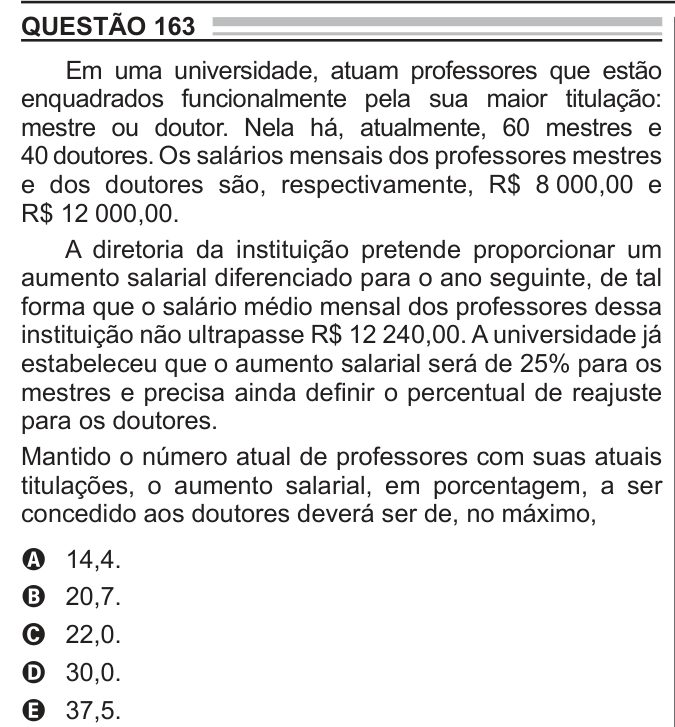 QUESTÃO 163
Em uma universidade, atuam professores que estão
enquadrados funcionalmente pela sua maior titulação:
mestre ou doutor. Nela há, atualmente, 60 mestres e
40 doutores. Os salários mensais dos professores mestres
e dos doutores são, respectivamente, R$ 8 000,00 e
R$ 12 000,00.
A diretoria da instituição pretende proporcionar um
aumento salarial diferenciado para o ano seguinte, de tal
forma que o salário médio mensal dos professores dessa
instituição não ultrapasse R$ 12 240,00. A universidade já
estabeleceu que o aumento salarial será de 25% para os
mestres e precisa ainda definir o percentual de reajuste
para os doutores.
Mantido o número atual de professores com suas atuais
titulações, o aumento salarial, em porcentagem, a ser
concedido aos doutores deverá ser de, no máximo,
A 14,4.
B 20,7.
C 22,0.
D 30,0.
E 37,5.